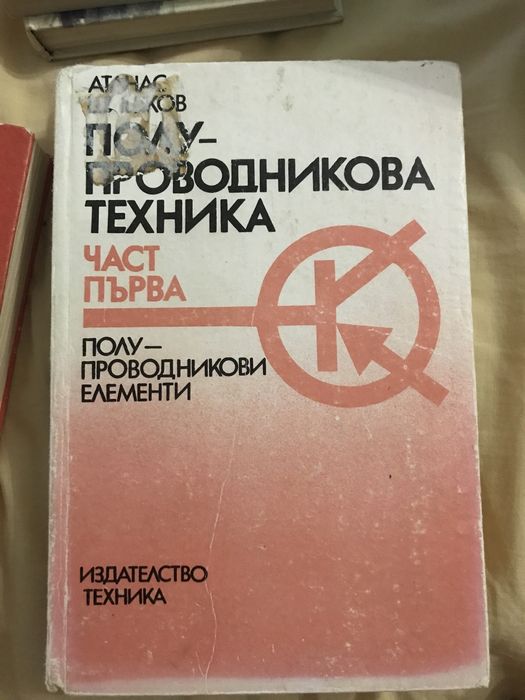 АТАНАС
ПОЛУ-
ПРОВОДНИКОВА
ТЕХНИКА
ЧАСТ
ПЪРВА
ПОЛУ-
ПРОВОДНИКОВИ
ЕЛЕМЕНТИ
ИЗДАТЕЛСТВО
ТЕХНИКА